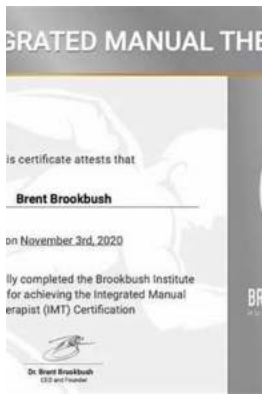 GRATED MANUAL THE
is certificate attests that
Brent Brookbush
on November 3rd, 2020
lly completed the Brookbush Institute
for achieving the Integrated Manual
erapist (IMT) Certification
Dr. Brent Brookbush
CEO and Founder
BR